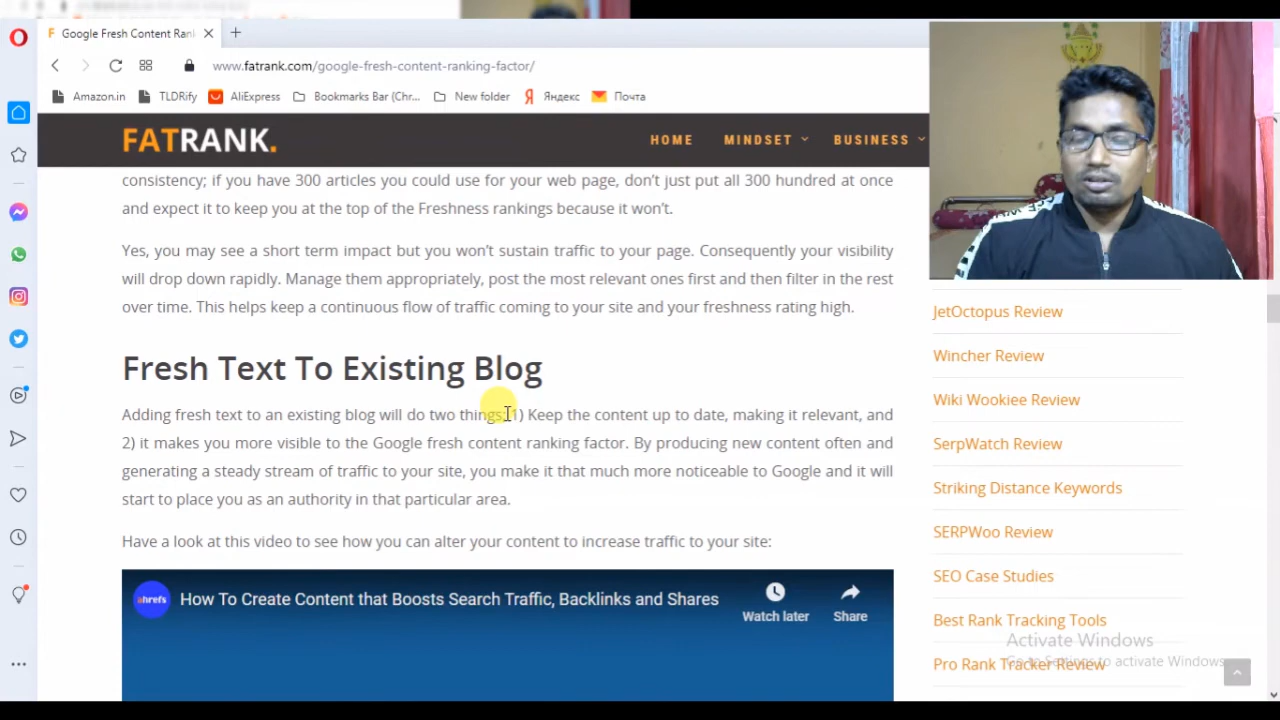 Google Fresh Content Ran
www.fatrank.com/google-fresh-content-ranking-factor/
Amazon.in
TLDRify
AliExpress
Bookmarks Bar (Chr...
New folder
Яндекс
Почта
FATRANK.
HOME
MINDSET
BUSINESS
consistency; if you have 300 articles you could use for your web page, don't just put all 300 hundred at once
and expect it to keep you at the top of the Freshness rankings because it won't.
Yes, you may see a short term impact but you won't sustain traffic to your page. Consequently your visibility
will drop down rapidly. Manage them appropriately, post the most relevant ones first and then filter in the rest
over time. This helps keep a continuous flow of traffic coming to your site and your freshness rating high.
Fresh Text To Existing Blog
Adding fresh text to an existing blog will do two things; 1) Keep the content up to date, making it relevant, and
2) it makes you more visible to the Google fresh content ranking factor. By producing new content often and
generating a steady stream of traffic to your site, you make it that much more noticeable to Google and it will
start to place you as an authority in that particular area.
Have a look at this video to see how you can alter your content to increase traffic to your site:
ahrefs
How To Create Content that Boosts Search Traffic, Backlinks and Shares
Watch later
Share
JetOctopus Review
Wincher Review
Wiki Wookiee Review
SerpWatch Review
Striking Distance Keywords
SERPWoo Review
SEO Case Studies
Best Rank Tracking Tools
Activate Windows
Pro Rank Tracker Review
Go to Settings to activate Windows.